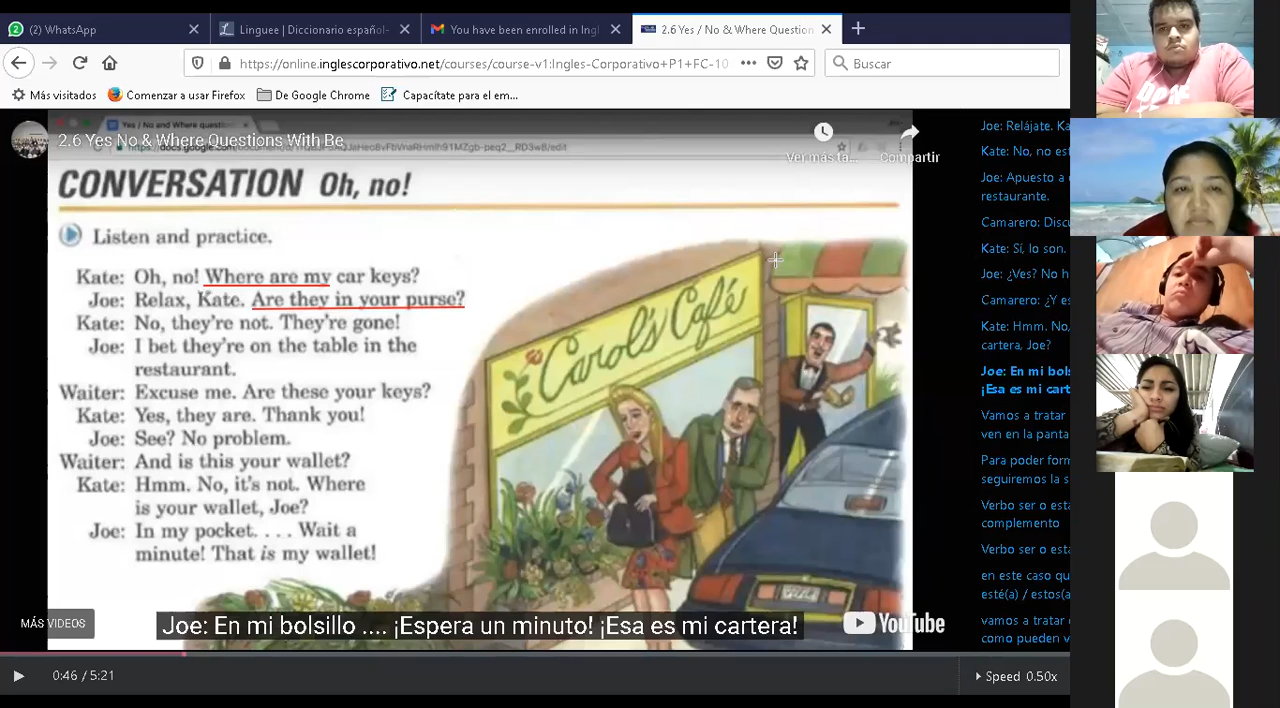 (2) WhatsApp
Linguee | Diccionario español-
You have been enrolled in Ingl
2.6 Yes / No & Where Question
https://online.inglescorporativo.net/courses/course-v1:Ingles-Corporativo+P1+FC-10
Buscar
Más visitados
Comenzar a usar Firefox
De Google Chrome
Capacítate para el em...
Yes / No and Where questi
2.6 Yes No & Where Questions With Be
Ver más ta...
Compartir
CONVERSATION Oh, no!
Listen and practice.
Kate: Oh, no! Where are my car keys?
Joe: Relax, Kate. Are they in your purse?
Kate: No, they're not. They're gone!
Joe: I bet they're on the table in the
restaurant.
Waiter: Excuse me. Are these your keys?
Kate: Yes, they are. Thank you!
Joe: See? No problem.
Waiter: And is this your wallet?
Kate: Hmm. No, it's not. Where
is your wallet, Joe?
Joe: In my pocket. . . . Wait a
minute! That is my wallet!
Carol's Café
MÁS VIDEOS
Joe: En mi bolsillo .... ¡Espera un minuto! ¡Esa es mi cartera!
YouTube
0:46 / 5:21
Speed 0.50x
Joe: Relájate. Ka
Kate: No, no est
Joe: Apuesto a
restaurante.
Camarero: Discu
Kate: Sí, lo son.
Joe: ¿Ves? No h
Camarero: ¿Y es
Kate: Hmm. No,
cartera, Joe?
Joe: En mi bols
¡Esa es mi cart
Vamos a tratar
ven en la panta
Para poder form
seguiremos la s
Verbo ser o esta
complemento
Verbo ser o esta
en este caso qu
esté(a) / estos(a
vamos a tratar
como pueden v